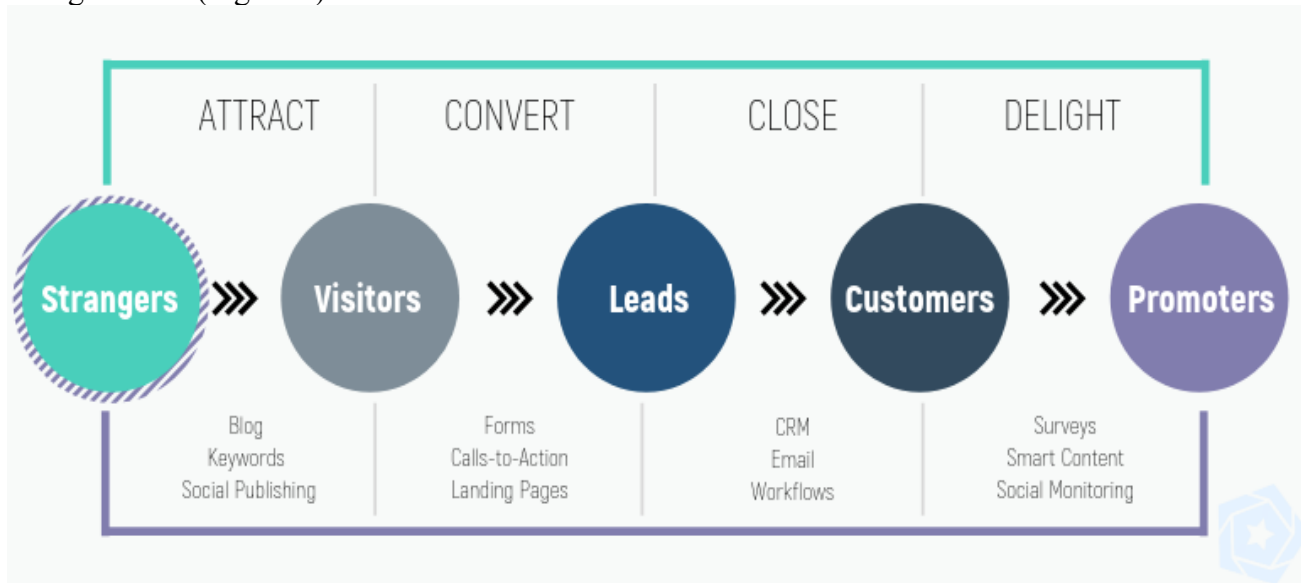 ATTRACT
CONVERT
CLOSE
DELIGHT
Strangers
Visitors
Leads
Customers
Promoters
Blog
Keywords
Social Publishing
Forms
Calls-to-Action
Landing Pages
CRM
Email
Workflows
Surveys
Smart Content
Social Monitoring